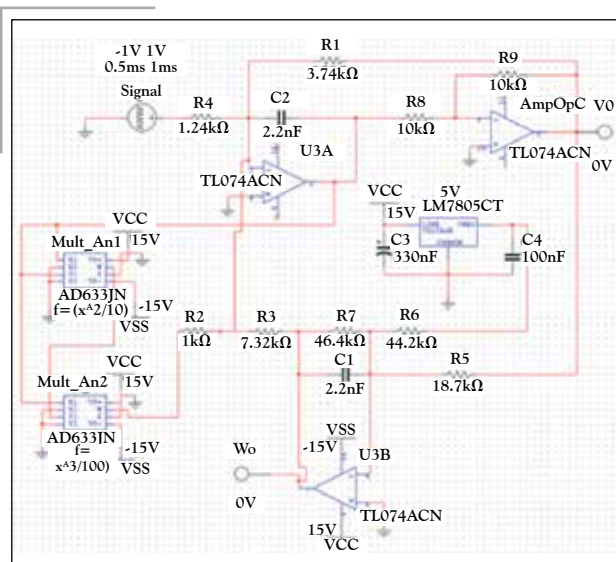 -1V 1V
0.5ms 1ms
Signal
R4
1.24kΩ
C2
2.2nF
R1
3.74kΩ
R8
10kΩ
R9
10kΩ
AmpOpC
V0
TL074ACN
0V
U3A
TL074ACN
VCC
15V
5V
LM7805CT
C3
330nF
C4
100nF
VCC
15V
Mult_An1
AD633JN
f=(x^2/10)
-15V
VSS
R2
1kΩ
R3
7.32kΩ
R7
46.4kΩ
R6
44.2kΩ
C1
2.2nF
R5
18.7kΩ
VCC
15V
Mult_An2
AD633JN
f=
x^3/100)
-15V
VSS
Wo
0V
VSS
-15V
U3B
TL074ACN
15V
VCC